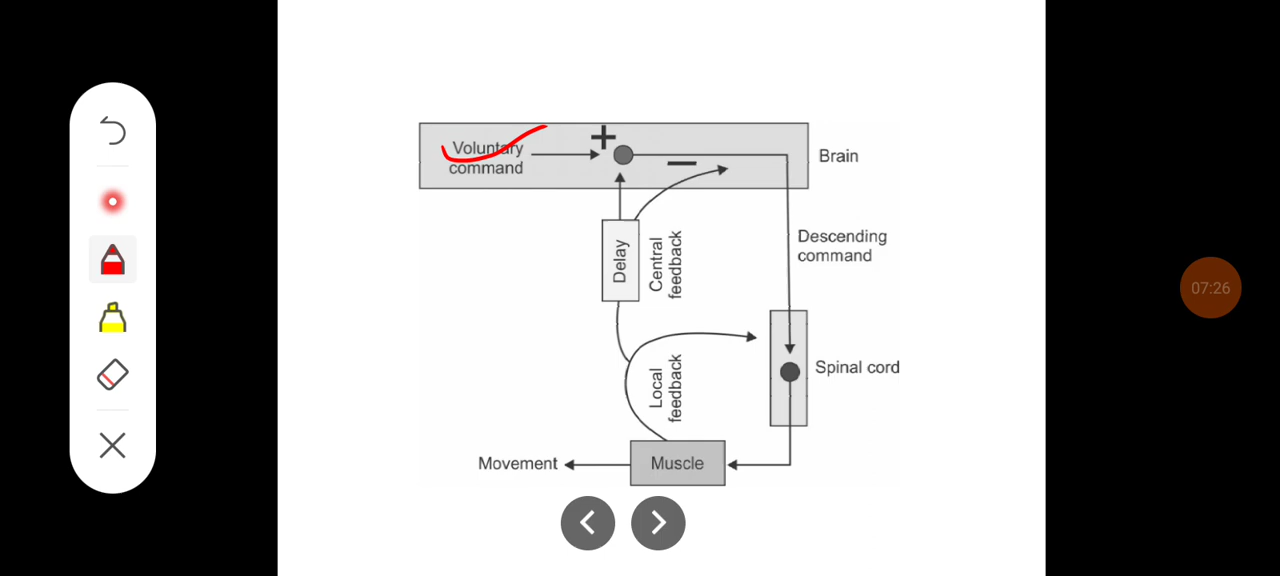 Voluntary
command
+
−
Brain
Descending
command
Delay
Central
feedback
Local
feedback
Spinal cord
Movement
Muscle
07:26